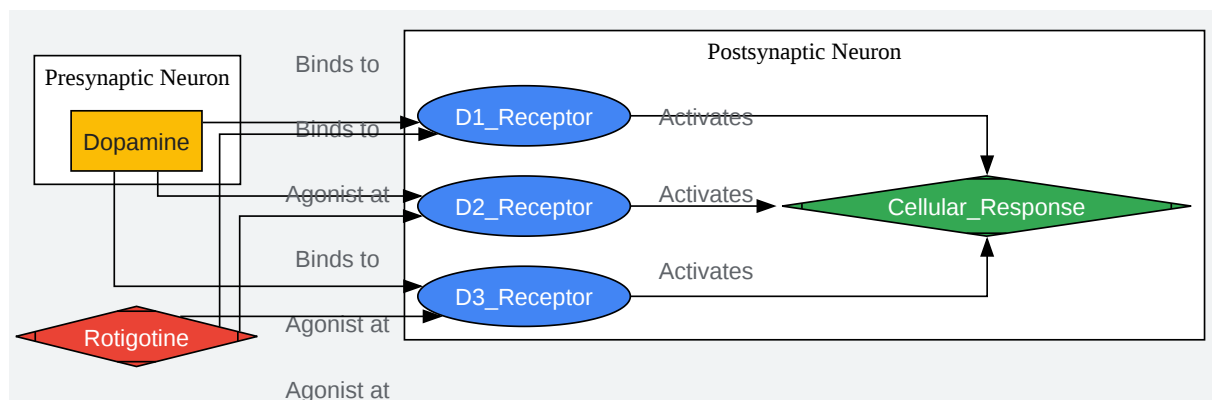 Postsynaptic Neuron
Presynaptic Neuron
Binds to
Dopamine
Binds to
D1_Receptor
Activates
Agonist at
D2_Receptor
Activates
Cellular_Response
Binds to
Activates
D3_Receptor
Agonist at
Rotigotine
Agonist at